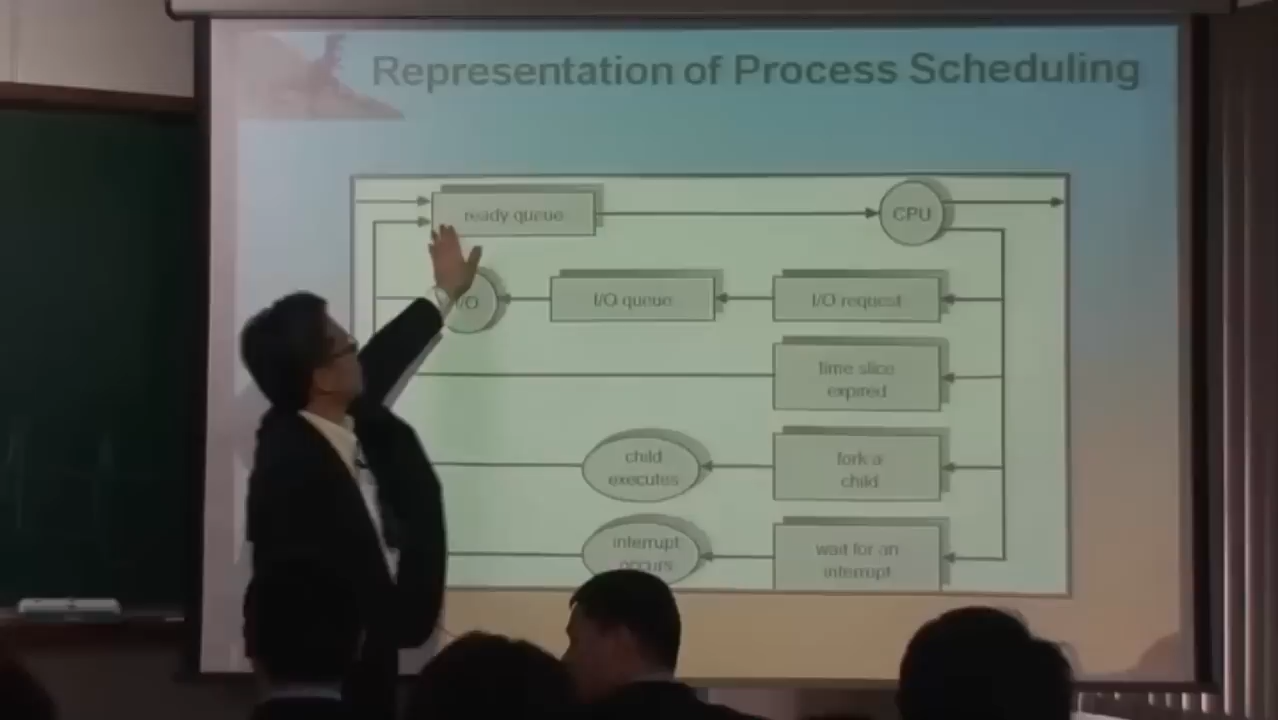 Representation of Process Scheduling
ready queue
CPU
I/O
I/O queue
I/O request
time slice
expired
child
executes
fork a
child
interrupt
occurs
wait for an
interrupt